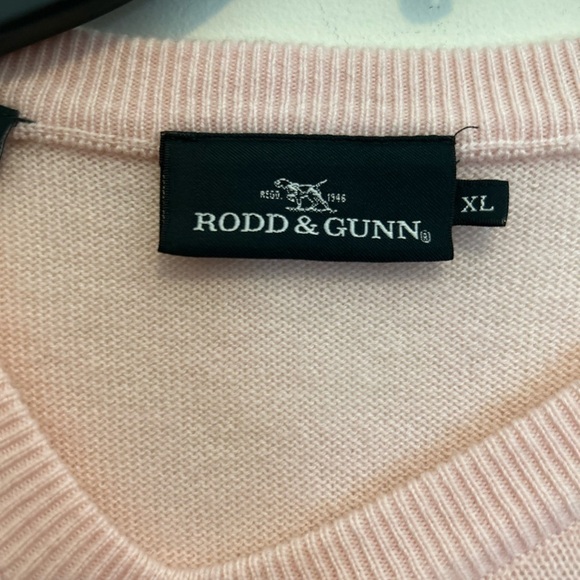 REGD. 1946
RODD & GUNN®
XL